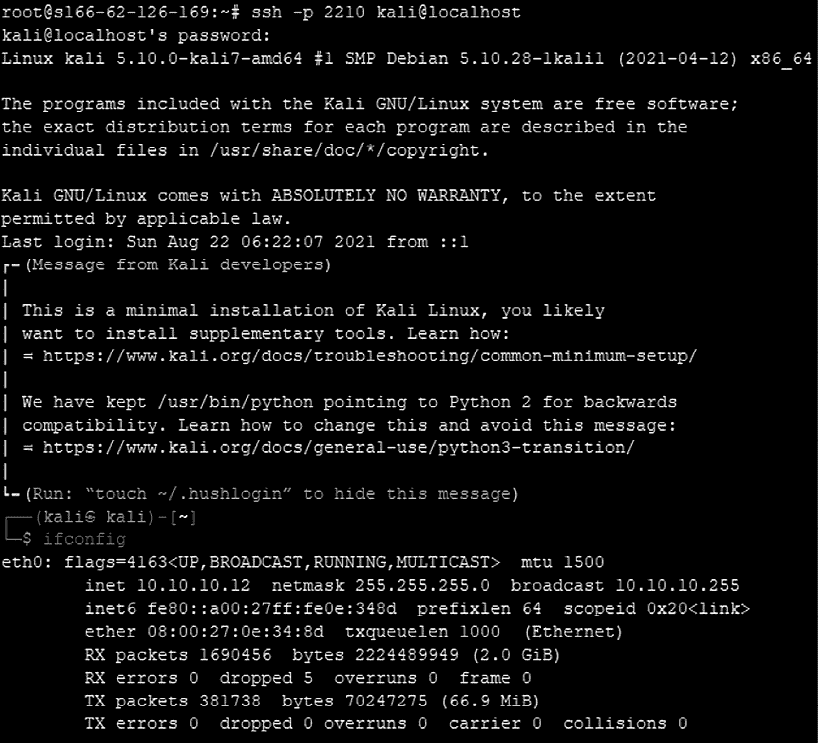 root@s166-62-126-169:~# ssh -p 2210 kali@localhost
kali@localhost's password:
Linux kali 5.10.0-kali7-amd64 #1 SMP Debian 5.10.28-1kali1 (2021-04-12) x86_64
The programs included with the Kali GNU/Linux system are free software;
the exact distribution terms for each program are described in the
individual files in /usr/share/doc/*/copyright.
Kali GNU/Linux comes with ABSOLUTELY NO WARRANTY, to the extent
permitted by applicable law.
Last login: Sun Aug 22 06:22:07 2021 from ::1
┌─(Message from Kali developers)
│
│ This is a minimal installation of Kali Linux, you likely
│ want to install supplementary tools. Learn how:
│ ⇒ https://www.kali.org/docs/troubleshooting/common-minimum-setup/
│
│ We have kept /usr/bin/python pointing to Python 2 for backwards
│ compatibility. Learn how to change this and avoid this message:
│ ⇒ https://www.kali.org/docs/general-use/python3-transition/
│
└─(Run: “touch ~/.hushlogin” to hide this message)
┌──(kali㉿ kali)-[~]
└─$ ifconfig
eth0: flags=4163<UP,BROADCAST,RUNNING,MULTICAST>  mtu 1500
inet 10.10.10.12  netmask 255.255.255.0  broadcast 10.10.10.255
inet6 fe80::a00:27ff:fe0e:348d  prefixlen 64  scopeid 0x20<link>
ether 08:00:27:0e:34:8d  txqueuelen 1000  (Ethernet)
RX packets 1690456  bytes 2224489949 (2.0 GiB)
RX errors 0  dropped 5  overruns 0  frame 0
TX packets 381738  bytes 70247275 (66.9 MiB)
TX errors 0  dropped 0 overruns 0  carrier 0  collisions 0